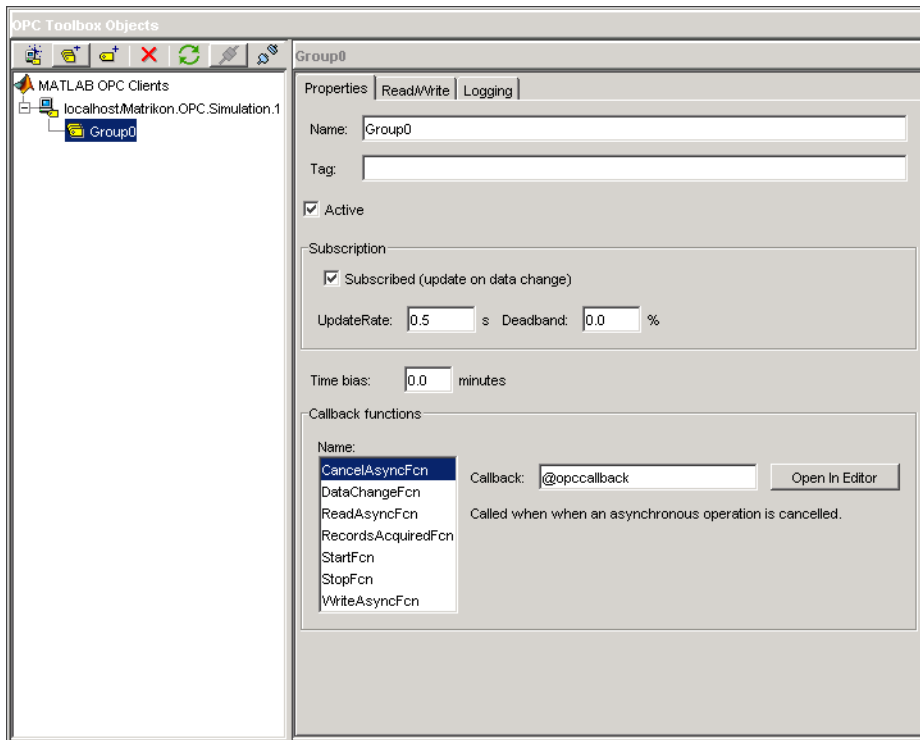 OPC Toolbox Objects
Group0
MATLAB OPC Clients
localhost/Matrikon.OPC.Simulation.1
Group0
Properties Read/Write Logging
Name: Group0
Tag:
Active
Subscription
Subscribed (update on data change)
UpdateRate: 0.5 s Deadband: 0.0 %
Time bias: 0.0 minutes
Callback functions
Name:
CancelAsyncFcn
DataChangeFcn
ReadAsyncFcn
RecordsAcquiredFcn
StartFcn
StopFcn
WriteAsyncFcn
Callback: @opccallback Open In Editor
Called when when an asynchronous operation is cancelled.